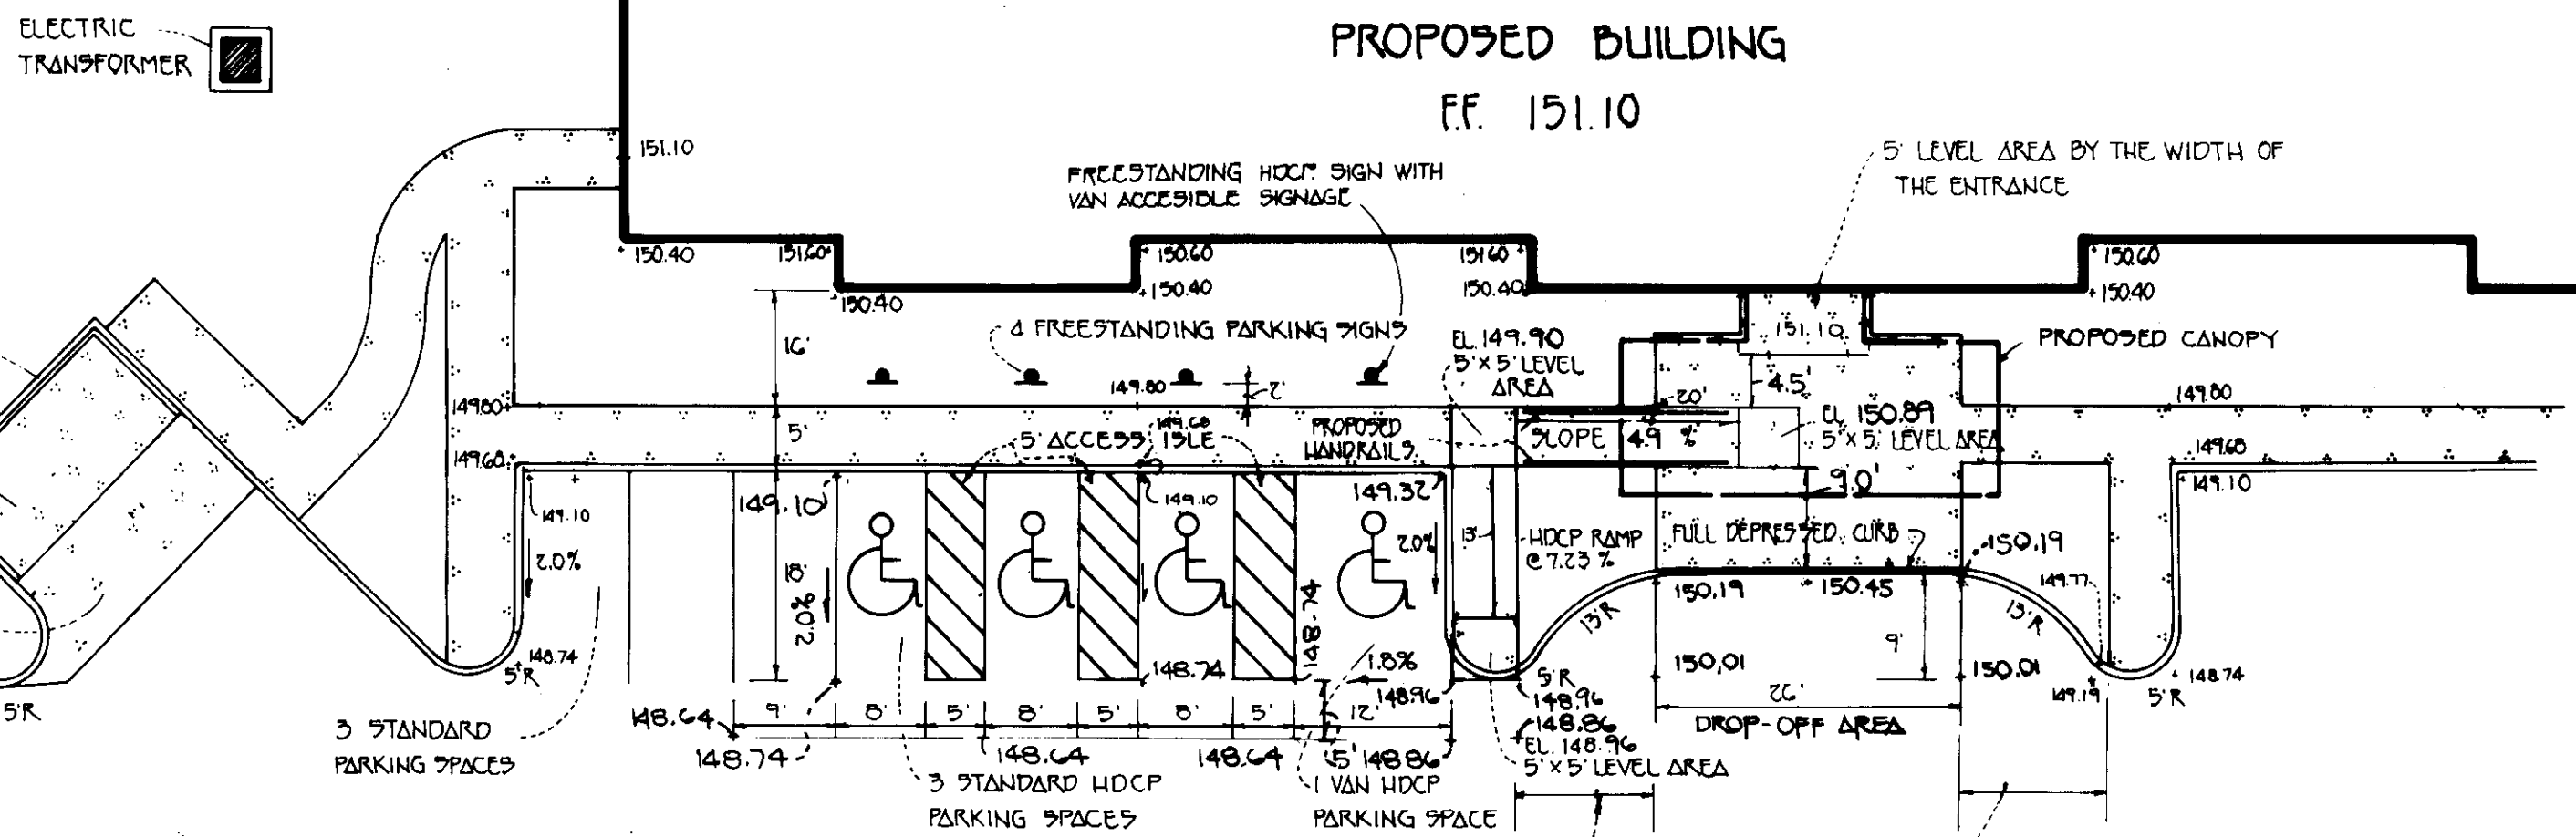 ELECTRIC
TRANSFORMER
PROPOSED BUILDING
F.F. 151.10
151.10
5' LEVEL AREA BY THE WIDTH OF
THE ENTRANCE
FREESTANDING HDCP. SIGN WITH
VAN ACCESIBLE SIGNAGE
150.40
151.60
150.60
151.60
150.60
150.40
150.40
150.40
150.40
16'
4 FREESTANDING PARKING SIGNS
EL. 149.90
5' X 5' LEVEL
AREA
151.10
PROPOSED CANOPY
149.80
149.80
2'
20'
4.5'
149.80
5'
5' ACCESS ISLE
149.60
PROPOSED
HANDRAILS
SLOPE 4.9 %
EL 150.89
5' X 5' LEVEL AREA
149.60
149.60
149.10
149.10
149.10
149.32
9.0'
149.10
2.0%
18'
2.0%
2.0%
13'
HDCP RAMP
@ 7.23 %
FULL DEPRESSED CURB
150.19
150.19
150.45
149.77
13'R
13'R
9'
148.74
5'R
148.74
148.74
1.8%
148.96
5'R
148.96
150.01
150.01
149.19
148.74
5'R
5'R
3 STANDARD
PARKING SPACES
148.64
9'
8'
5'
8'
5'
8'
5'
12'
26'
DROP-OFF AREA
148.74
148.64
148.64
5'
148.86
148.86
EL. 148.96
5' X 5' LEVEL AREA
3 STANDARD HDCP
PARKING SPACES
1 VAN HDCP
PARKING SPACE